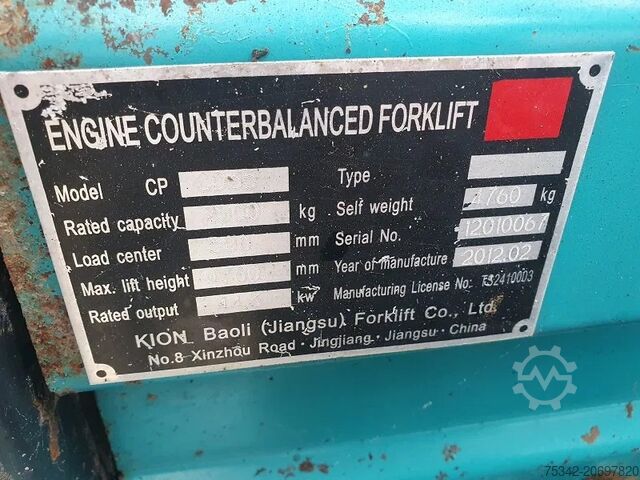 ENGINE COUNTERBALANCED FORKLIFT
Model CP Type
Rated capacity kg Self weight 4760 kg
Load center mm Serial No. 12010067
Max. lift height mm Year of manufacture 2012.02
Rated output kw Manufacturing License No: TS2410003
KION Baoli (Jiangsu) Forklift Co., Ltd.
No.8 Xinzhou Road · Jingjiang · Jiangsu · China
75342-20697820